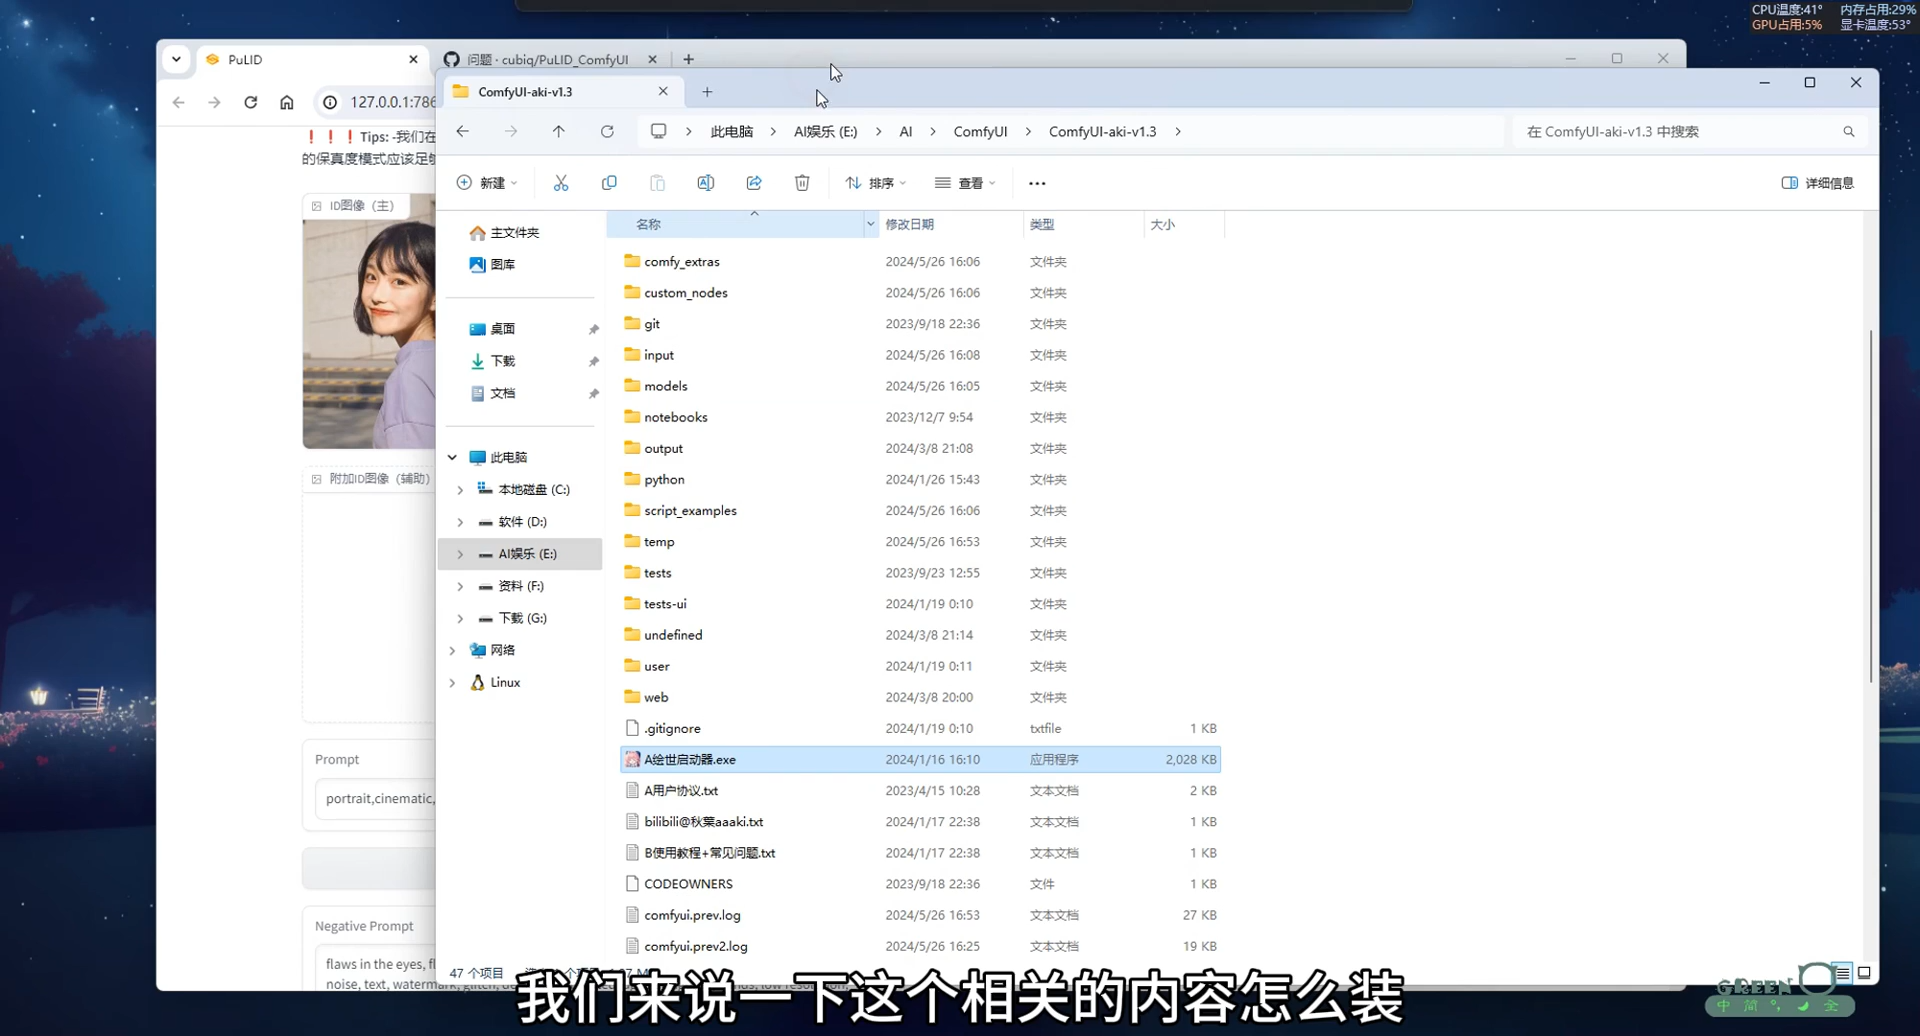 CPU温度:41° 内存占用:29%
GPU占用:5% 显卡温度:53°
PuLID
问题 · cubiq/PuLID_ComfyUI
127.0.0.1:786
ComfyUI-aki-v1.3
此电脑 AI娱乐 (E:) AI ComfyUI ComfyUI-aki-v1.3
在 ComfyUI-aki-v1.3 中搜索
新建 排序 查看 详细信息
❗❗❗Tips: -我们在
的保真度模式应该足够
ID图像（主）
附加ID图像（辅助）
Prompt
portrait,cinematic,
Negative Prompt
flaws in the eyes, fl
noise, text, watermark, glitch,
主文件夹
图库
桌面
下载
文档
此电脑
本地磁盘 (C:)
软件 (D:)
AI娱乐 (E:)
资料 (F:)
下载 (G:)
网络
Linux
名称 修改日期 类型 大小
comfy_extras 2024/5/26 16:06 文件夹
custom_nodes 2024/5/26 16:06 文件夹
git 2023/9/18 22:36 文件夹
input 2024/5/26 16:08 文件夹
models 2024/5/26 16:05 文件夹
notebooks 2023/12/7 9:54 文件夹
output 2024/3/8 21:08 文件夹
python 2024/1/26 15:43 文件夹
script_examples 2024/5/26 16:06 文件夹
temp 2024/5/26 16:53 文件夹
tests 2023/9/23 12:55 文件夹
tests-ui 2024/1/19 0:10 文件夹
undefined 2024/3/8 21:14 文件夹
user 2024/1/19 0:11 文件夹
web 2024/3/8 20:00 文件夹
.gitignore 2024/1/19 0:10 txtfile 1 KB
A绘世启动器.exe 2024/1/16 16:10 应用程序 2,028 KB
A用户协议.txt 2023/4/15 10:28 文本文档 2 KB
bilibili@秋葉aaaki.txt 2024/1/17 22:38 文本文档 1 KB
B使用教程+常见问题.txt 2024/1/17 22:38 文本文档 1 KB
CODEOWNERS 2023/9/18 22:36 文件 1 KB
comfyui.prev.log 2024/5/26 16:53 文本文档 27 KB
comfyui.prev2.log 2024/5/26 16:25 文本文档 19 KB
47 个项目
我们来说一下这个相关的内容怎么装
GREEN
中 简 °, 全